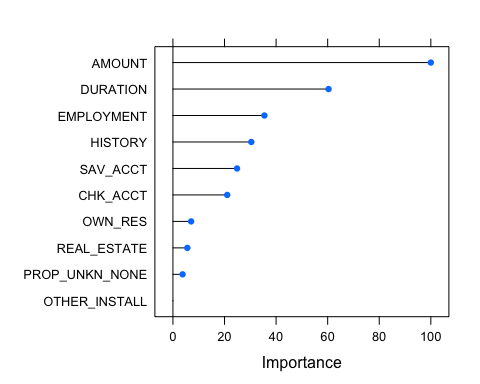 AMOUNT
DURATION
EMPLOYMENT
HISTORY
SAV_ACCT
CHK_ACCT
OWN_RES
REAL_ESTATE
PROP_UNKN_NONE
OTHER_INSTALL
0 20 40 60 80 100
Importance